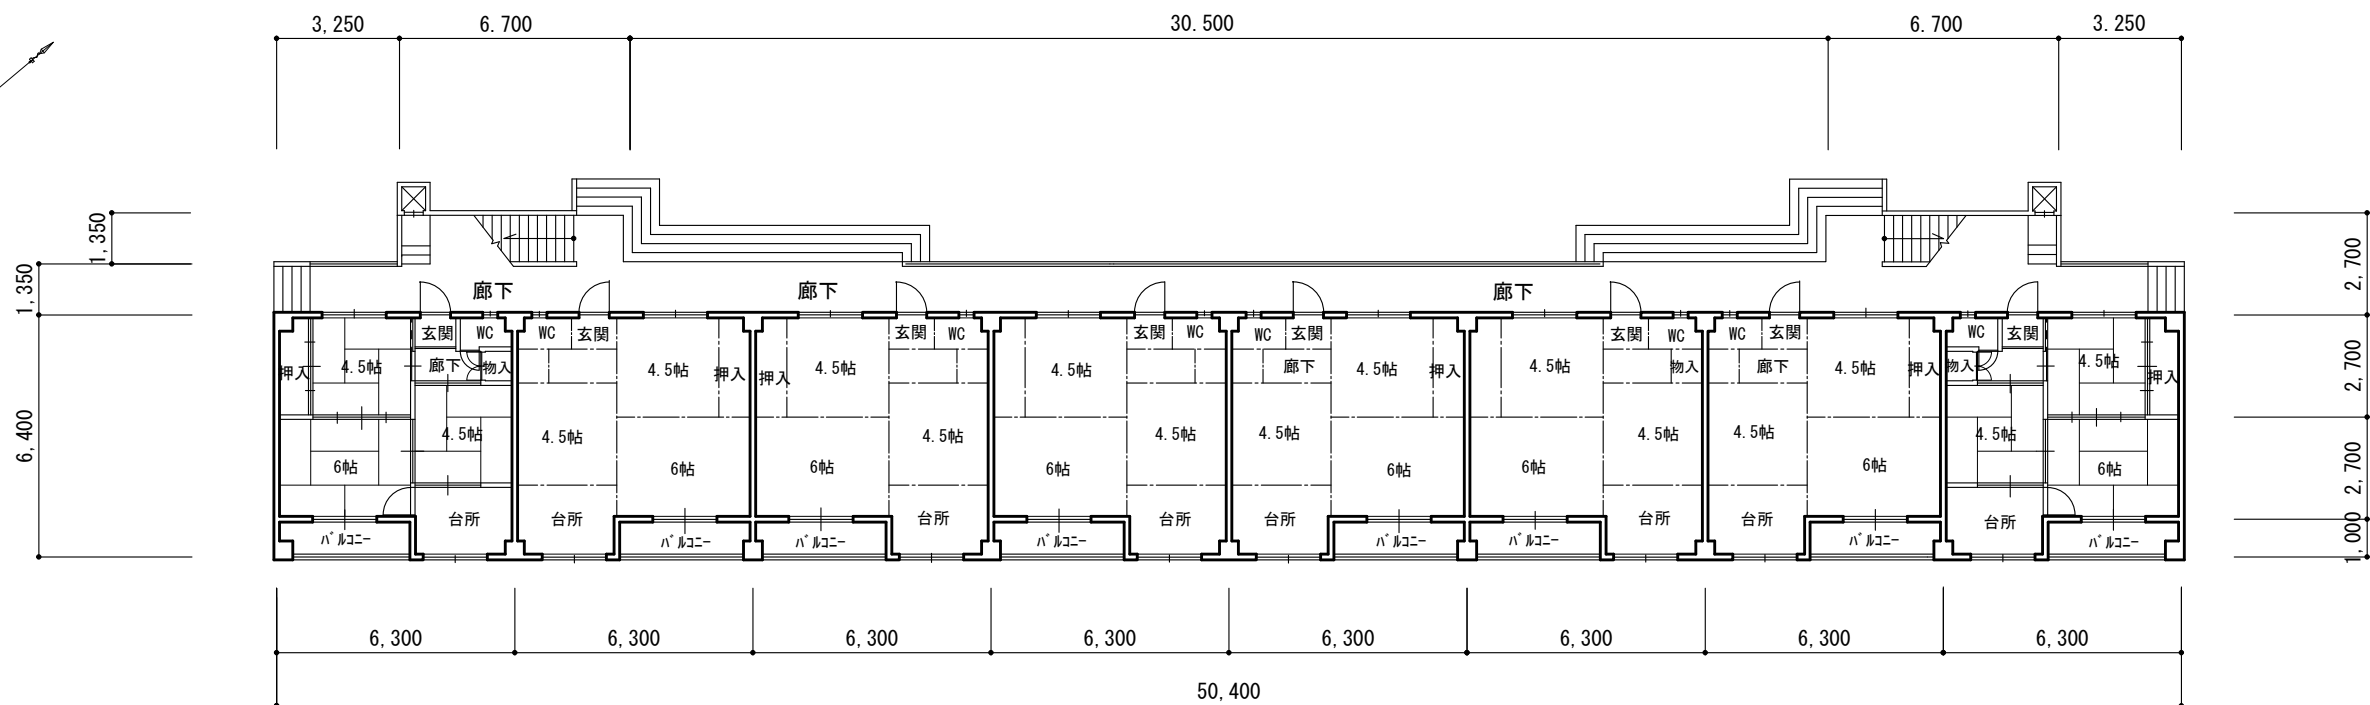 3,250 6.700 30.500 6.700 3.250
1,350
1,350
2,700
廊下 廊下 廊下
玄関 WC WC 玄関 玄関 WC 玄関 WC WC 玄関 玄関 WC WC 玄関 WC 玄関
押入 4.5帖 廊下 物入 4.5帖 押入 押入 4.5帖 4.5帖 廊下 4.5帖 押入 4.5帖 物入 廊下 4.5帖 押入 物入 4.5帖 押入
2,700
6,400
4.5帖 4.5帖 4.5帖 4.5帖 4.5帖 4.5帖 4.5帖 4.5帖
6帖 6帖 6帖 6帖 6帖 6帖 6帖 6帖
2,700
台所 台所 台所 台所 台所 台所 台所 台所
バルコニー バルコニー バルコニー バルコニー バルコニー バルコニー バルコニー バルコニー
1,000
6,300 6,300 6,300 6,300 6,300 6,300 6,300 6,300
50,400